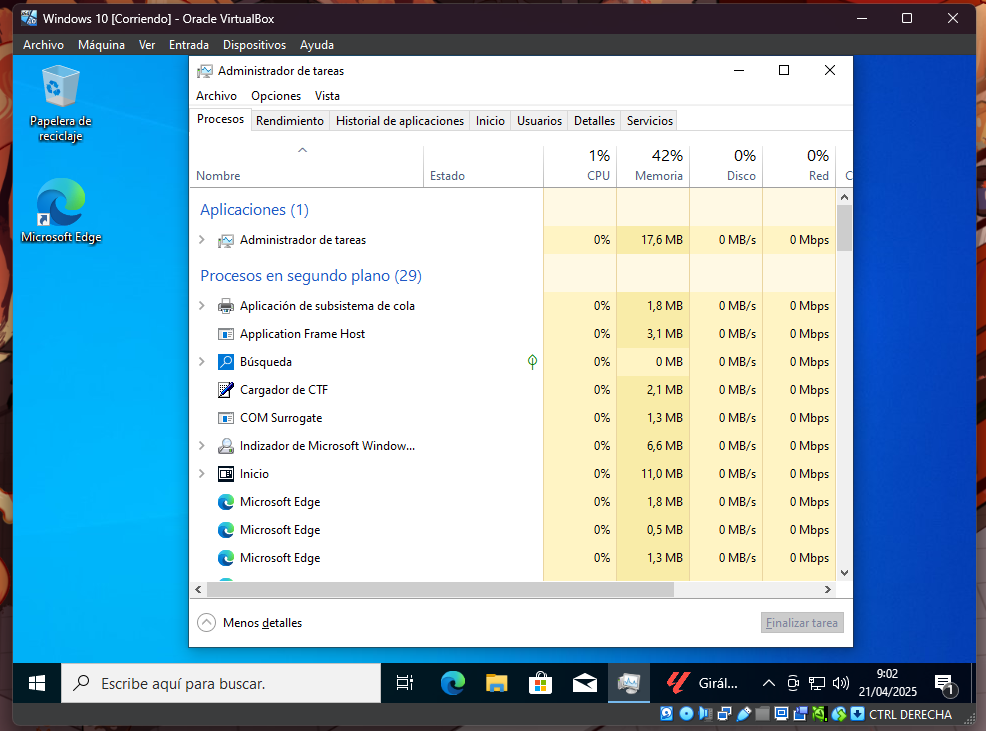 Windows 10 [Corriendo] - Oracle VirtualBox
Archivo Máquina Ver Entrada Dispositivos Ayuda
Papelera de
reciclaje
Microsoft Edge
Administrador de tareas
Archivo Opciones Vista
Procesos Rendimiento Historial de aplicaciones Inicio Usuarios Detalles Servicios
1% 42% 0% 0%
Nombre Estado CPU Memoria Disco Red C
Aplicaciones (1)
Administrador de tareas 0% 17,6 MB 0 MB/s 0 Mbps
Procesos en segundo plano (29)
Aplicación de subsistema de cola 0% 1,8 MB 0 MB/s 0 Mbps
Application Frame Host 0% 3,1 MB 0 MB/s 0 Mbps
Búsqueda 0% 0 MB 0 MB/s 0 Mbps
Cargador de CTF 0% 2,1 MB 0 MB/s 0 Mbps
COM Surrogate 0% 1,3 MB 0 MB/s 0 Mbps
Indizador de Microsoft Window... 0% 6,6 MB 0 MB/s 0 Mbps
Inicio 0% 11,0 MB 0 MB/s 0 Mbps
Microsoft Edge 0% 1,8 MB 0 MB/s 0 Mbps
Microsoft Edge 0% 0,5 MB 0 MB/s 0 Mbps
Microsoft Edge 0% 1,3 MB 0 MB/s 0 Mbps
Menos detalles Finalizar tarea
Escribe aquí para buscar. Girál... 9:02
21/04/2025 1
CTRL DERECHA